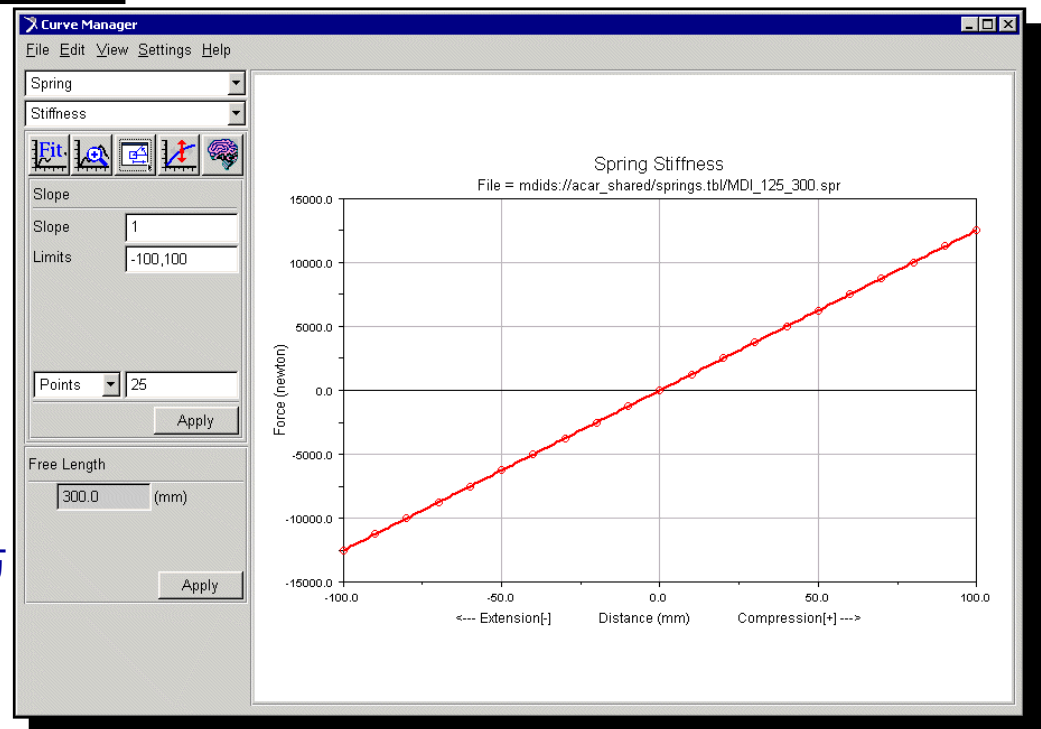 Curve Manager
File Edit View Settings Help
Spring
Stiffness
Fit.
Slope
Slope 1
Limits -100,100
Points 25
Apply
Free Length
300.0 (mm)
Apply
Spring Stiffness
File = mdids://acar_shared/springs.tbl/MDI_125_300.spr
Force (newton)
15000.0
10000.0
5000.0
0.0
-5000.0
-10000.0
-15000.0
-100.0 -50.0 0.0 50.0 100.0
<--- Extension[-] Distance (mm) Compression[+] --->